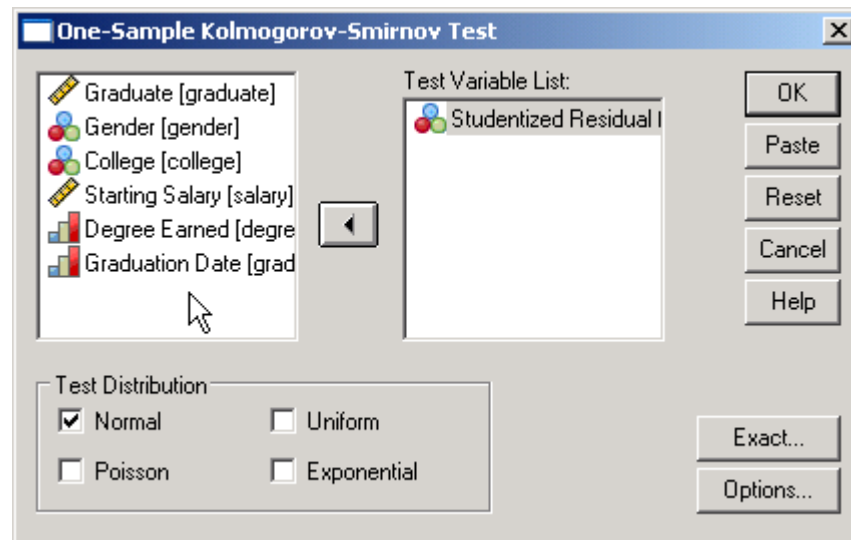 One-Sample Kolmogorov-Smirnov Test
Graduate [graduate]
Gender [gender]
College [college]
Starting Salary [salary]
Degree Earned [degre
Graduation Date [grad
Test Variable List:
Studentized Residual [
OK
Paste
Reset
Cancel
Help
Test Distribution
Normal
Uniform
Poisson
Exponential
Exact...
Options...